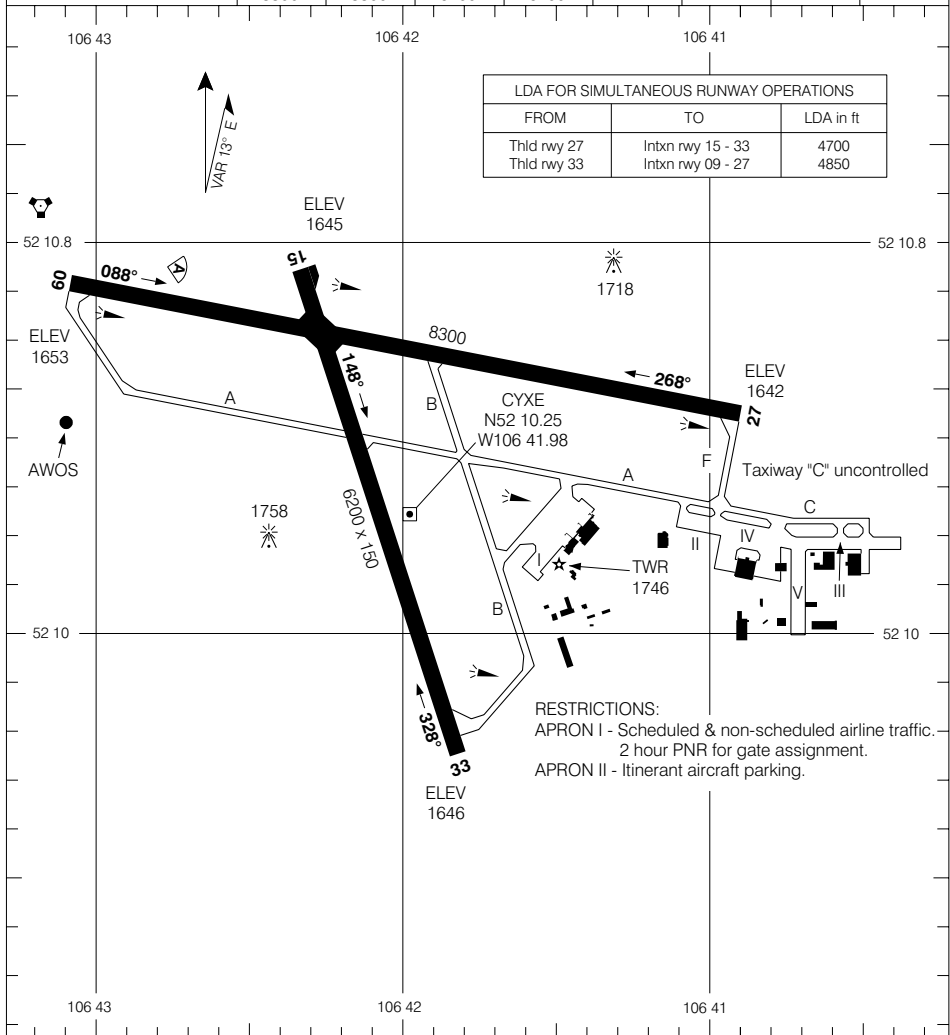 106 43
106 42
106 41
LDA FOR SIMULTANEOUS RUNWAY OPERATIONS
FROM TO LDA in ft
Thld rwy 27 Intxn rwy 15 - 33 4700
Thld rwy 33 Intxn rwy 09 - 27 4850
VAR 13° E
ELEV
1645
52 10.8
52 10.8
15
A
1718
09
088°
ELEV
1653
8300
268°
ELEV
1642
27
148°
A
B
CYXE
N52 10.25
W106 41.98
F
Taxiway "C" uncontrolled
AWOS
A
C
1758
6200 x 150
II
IV
I
TWR
1746
V
III
B
52 10
52 10
RESTRICTIONS:
APRON I - Scheduled & non-scheduled airline traffic.
2 hour PNR for gate assignment.
APRON II - Itinerant aircraft parking.
328°
33
ELEV
1646
106 43
106 42
106 41